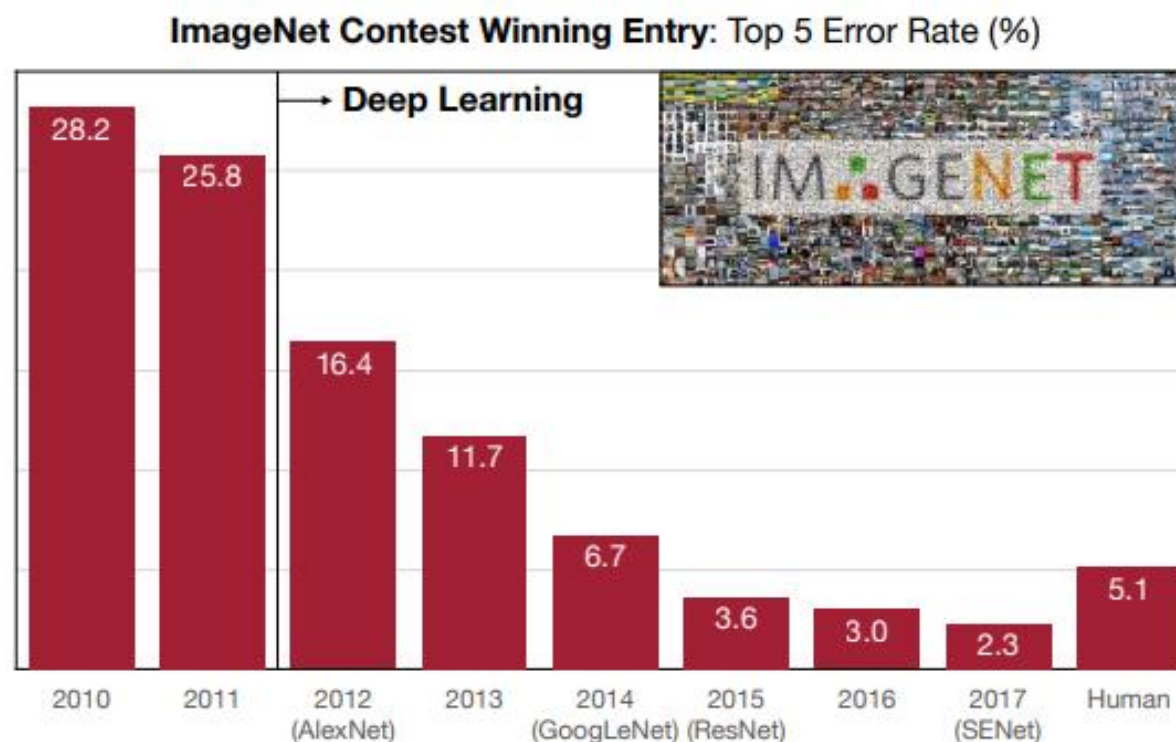 ImageNet Contest Winning Entry: Top 5 Error Rate (%)
Deep Learning
IMAGENET
28.2
25.8
16.4
11.7
6.7
3.6
3.0
2.3
5.1
2010 2011 2012 2013 2014 2015 2016 2017 Human
(AlexNet) (GoogLeNet) (ResNet) (SENet)